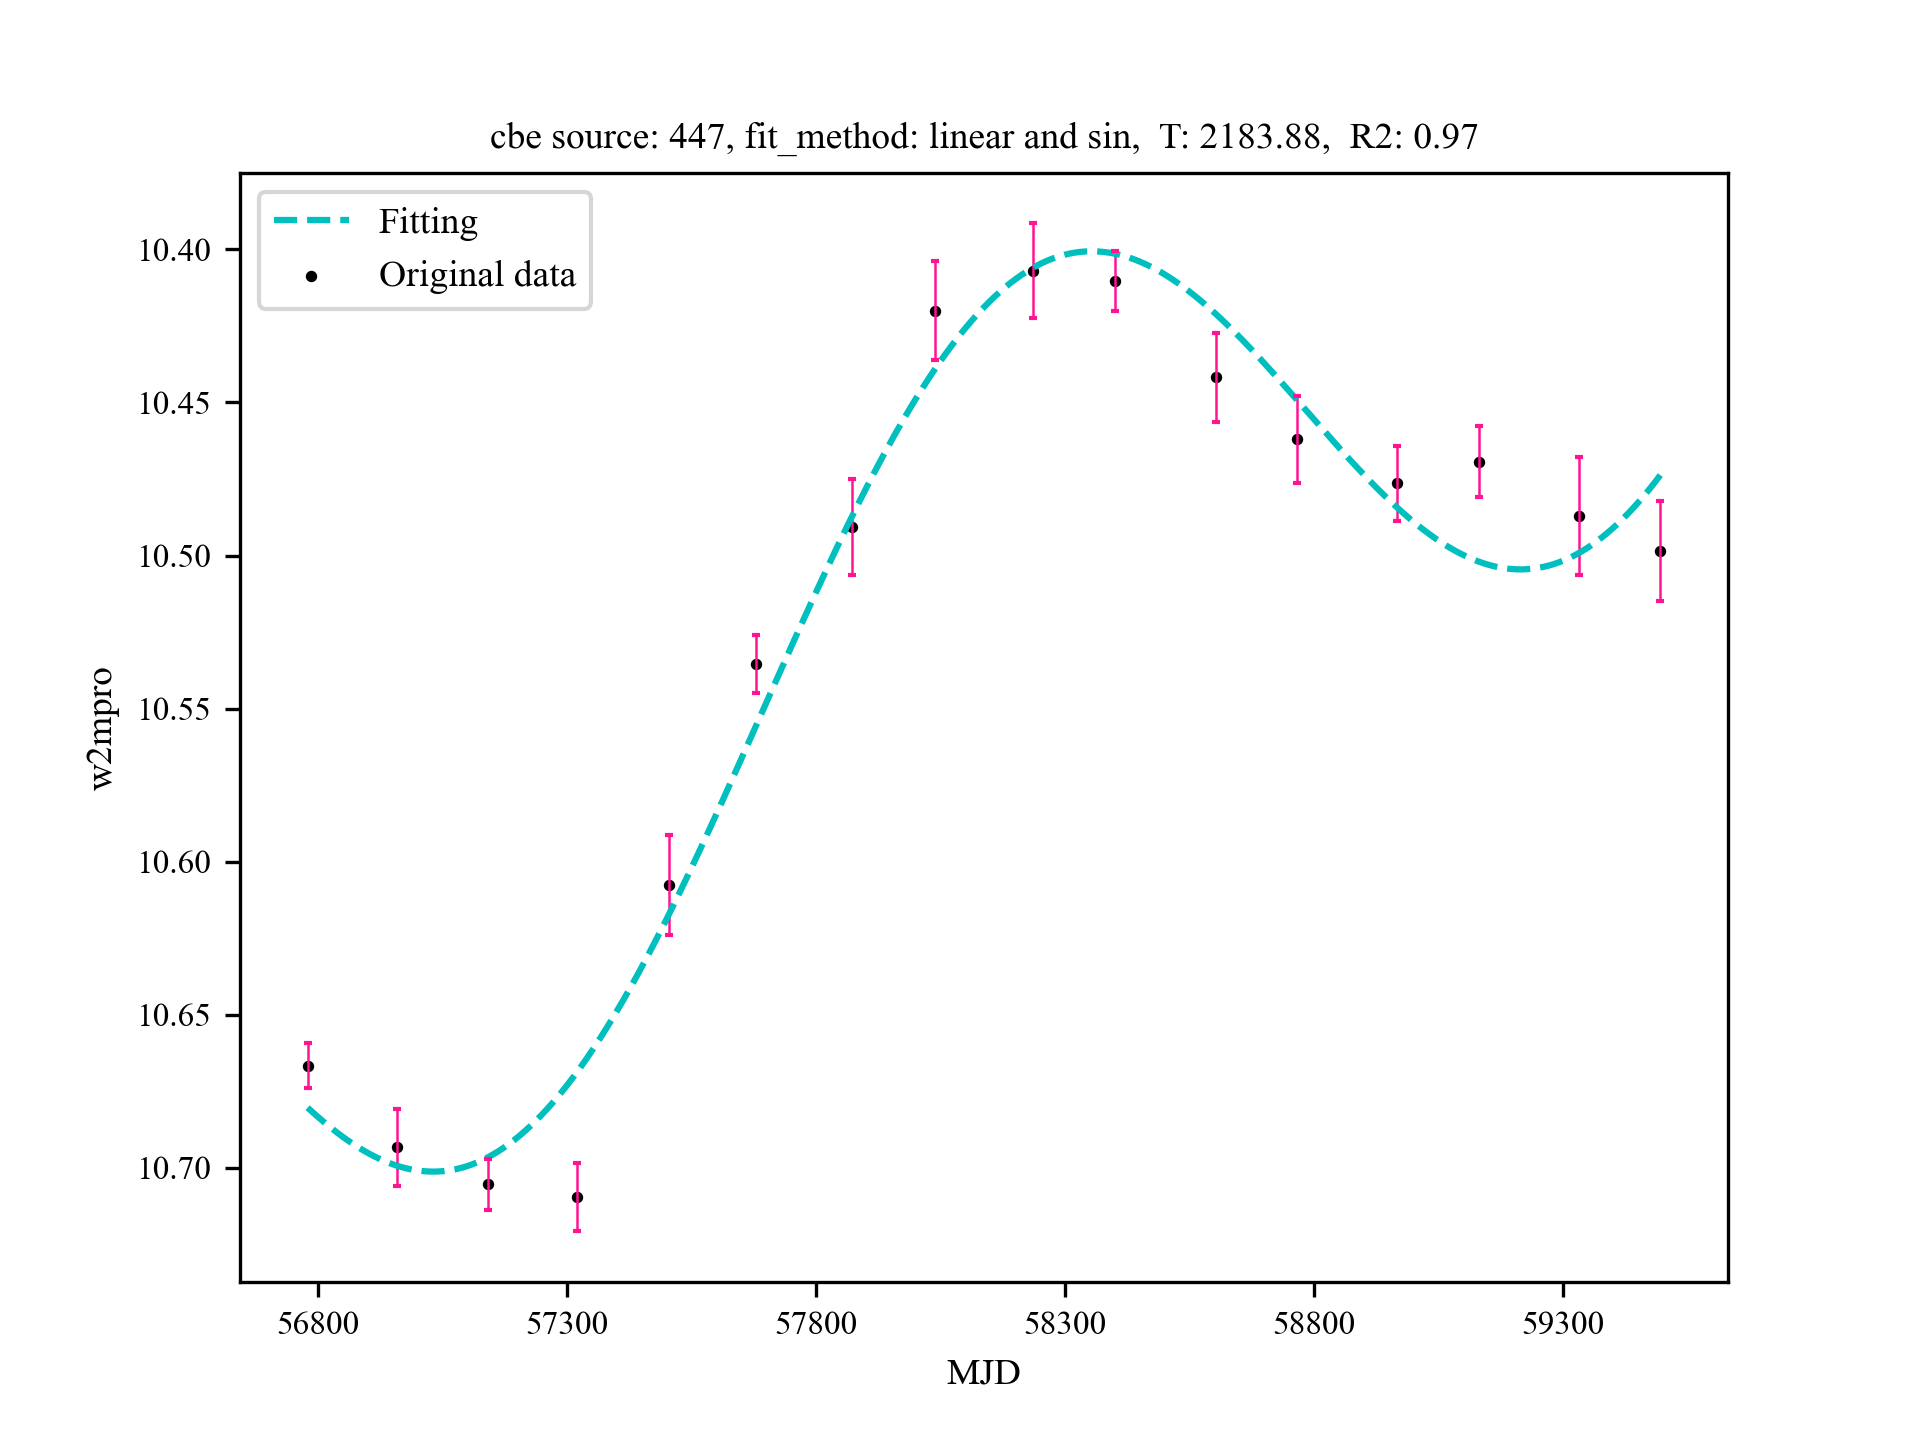 cbe source: 447, fit_method: linear and sin,  T: 2183.88,  R2: 0.97
Fitting
Original data
10.40
10.45
10.50
10.55
10.60
10.65
10.70
w2mpro
56800 57300 57800 58300 58800 59300
MJD